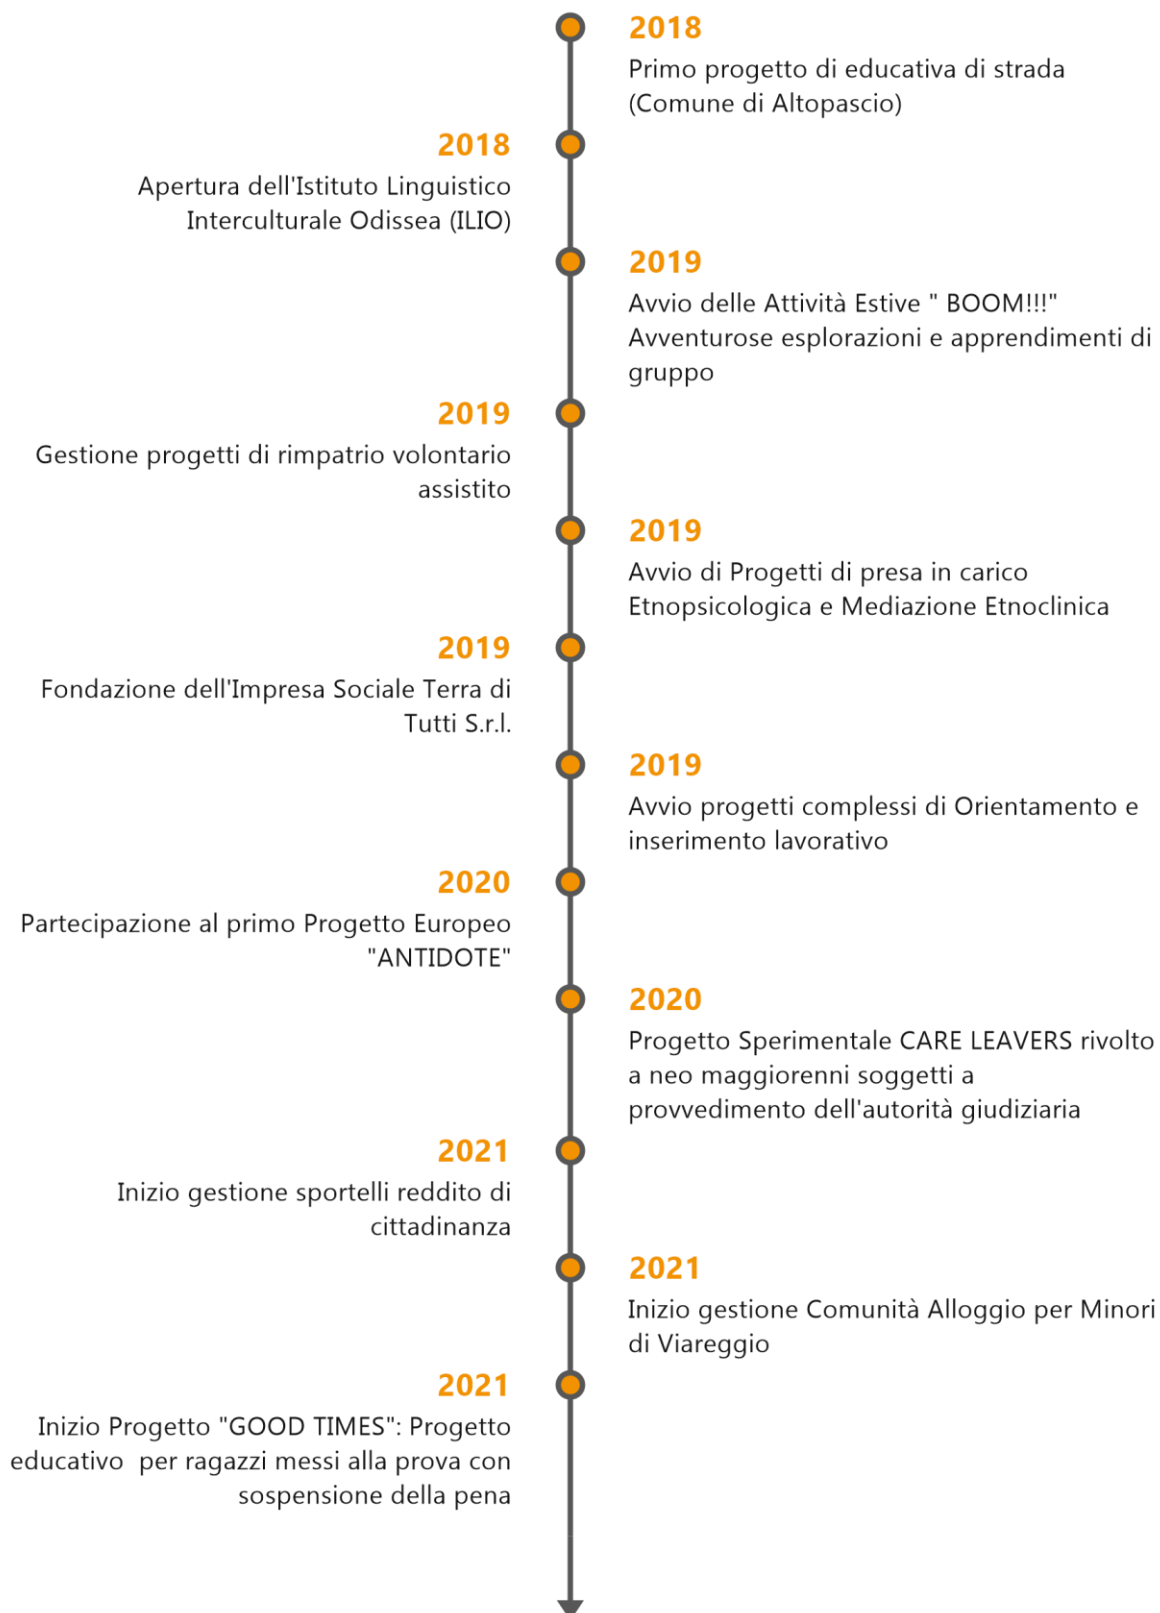 2018
Primo progetto di educativa di strada
(Comune di Altopascio)
2018
Apertura dell'Istituto Linguistico
Interculturale Odissea (ILIO)
2019
Avvio delle Attività Estive " BOOM!!!"
Avventurose esplorazioni e apprendimenti di
gruppo
2019
Gestione progetti di rimpatrio volontario
assistito
2019
Avvio di Progetti di presa in carico
Etnopsicologica e Mediazione Etnoclinica
2019
Fondazione dell'Impresa Sociale Terra di
Tutti S.r.l.
2019
Avvio progetti complessi di Orientamento e
inserimento lavorativo
2020
Partecipazione al primo Progetto Europeo
"ANTIDOTE"
2020
Progetto Sperimentale CARE LEAVERS rivolto
a neo maggiorenni soggetti a
provvedimento dell'autorità giudiziaria
2021
Inizio gestione sportelli reddito di
cittadinanza
2021
Inizio gestione Comunità Alloggio per Minori
di Viareggio
2021
Inizio Progetto "GOOD TIMES": Progetto
educativo  per ragazzi messi alla prova con
sospensione della pena